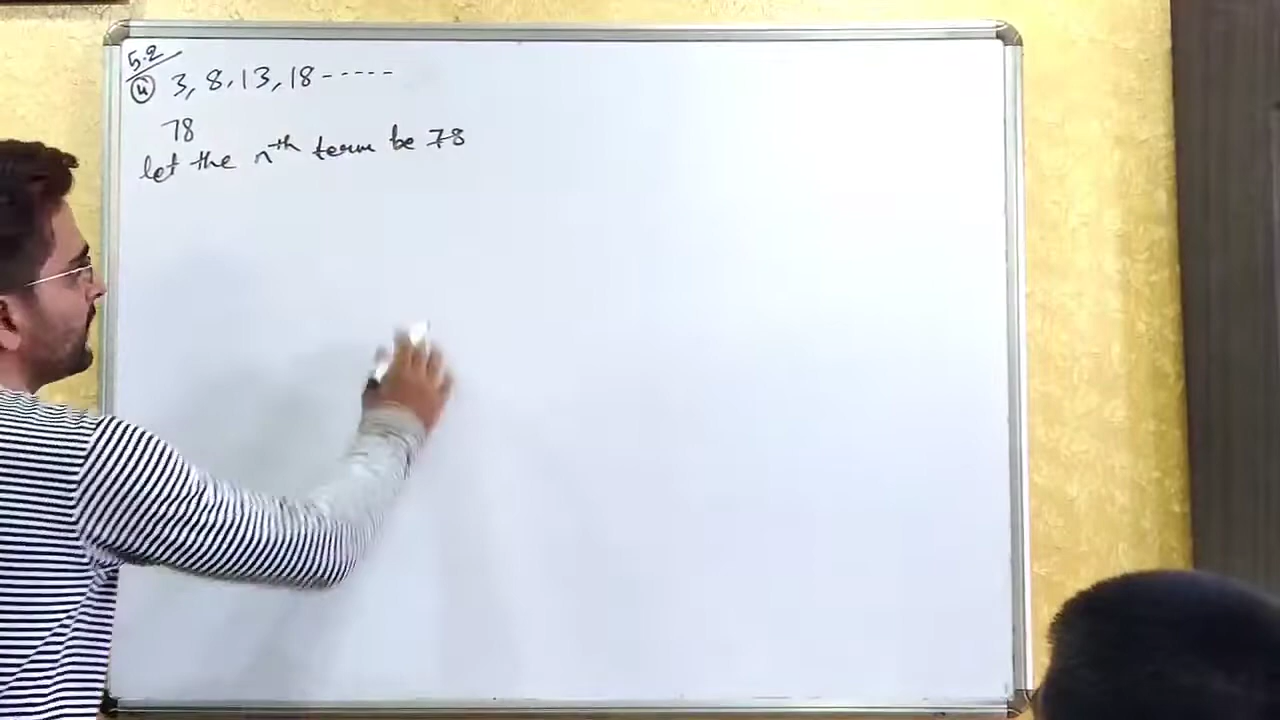 5.2
④ 3, 8, 13, 18 -----
78
let the nᵗʰ term be 78